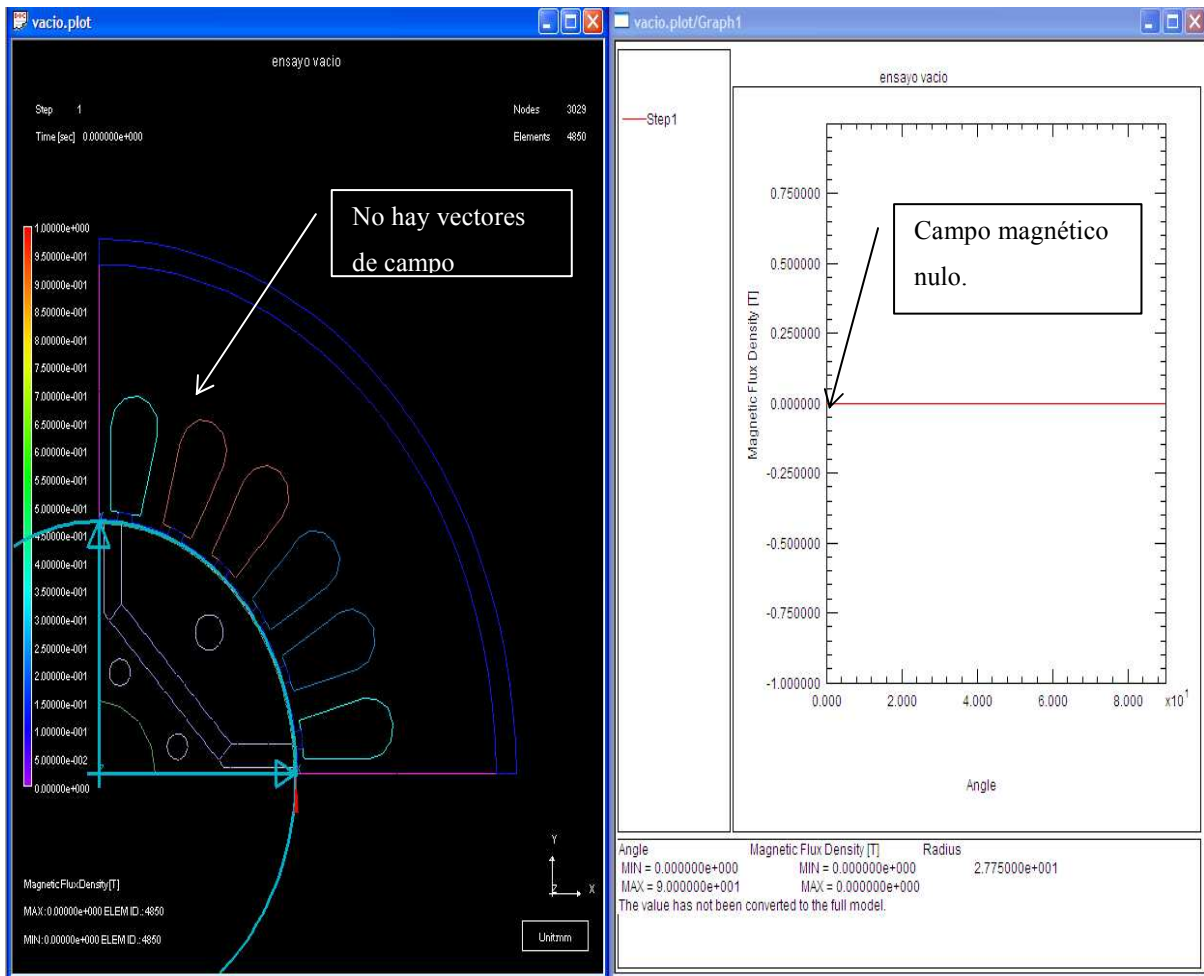 vacio.plot
ensayo vacio
Step 1
Nodes 3029
Time [sec] 0.000000e+000
Elements 4850
No hay vectores
de campo
1.00000e+000
9.50000e-001
9.00000e-001
8.50000e-001
8.00000e-001
7.50000e-001
7.00000e-001
6.50000e-001
6.00000e-001
5.50000e-001
5.00000e-001
4.50000e-001
4.00000e-001
3.50000e-001
3.00000e-001
2.50000e-001
2.00000e-001
1.50000e-001
1.00000e-001
5.00000e-002
0.00000e+000
Magnetic Flux Density [T]
MAX: 0.00000e+000 ELEM ID.: 4850
MIN: 0.00000e+000 ELEM ID.: 4850
Y
Z X
Unit:mm
vacio.plot/Graph1
Step1
ensayo vacio
Campo magnético
nulo.
Magnetic Flux Density [T]
0.750000
0.500000
0.250000
0.000000
-0.250000
-0.500000
-0.750000
-1.000000
0.000 2.000 4.000 6.000 8.000 x10¹
Angle
Angle Magnetic Flux Density [T] Radius
MIN = 0.000000e+000 MIN = 0.000000e+000 2.775000e+001
MAX = 9.000000e+001 MAX = 0.000000e+000
The value has not been converted to the full model.